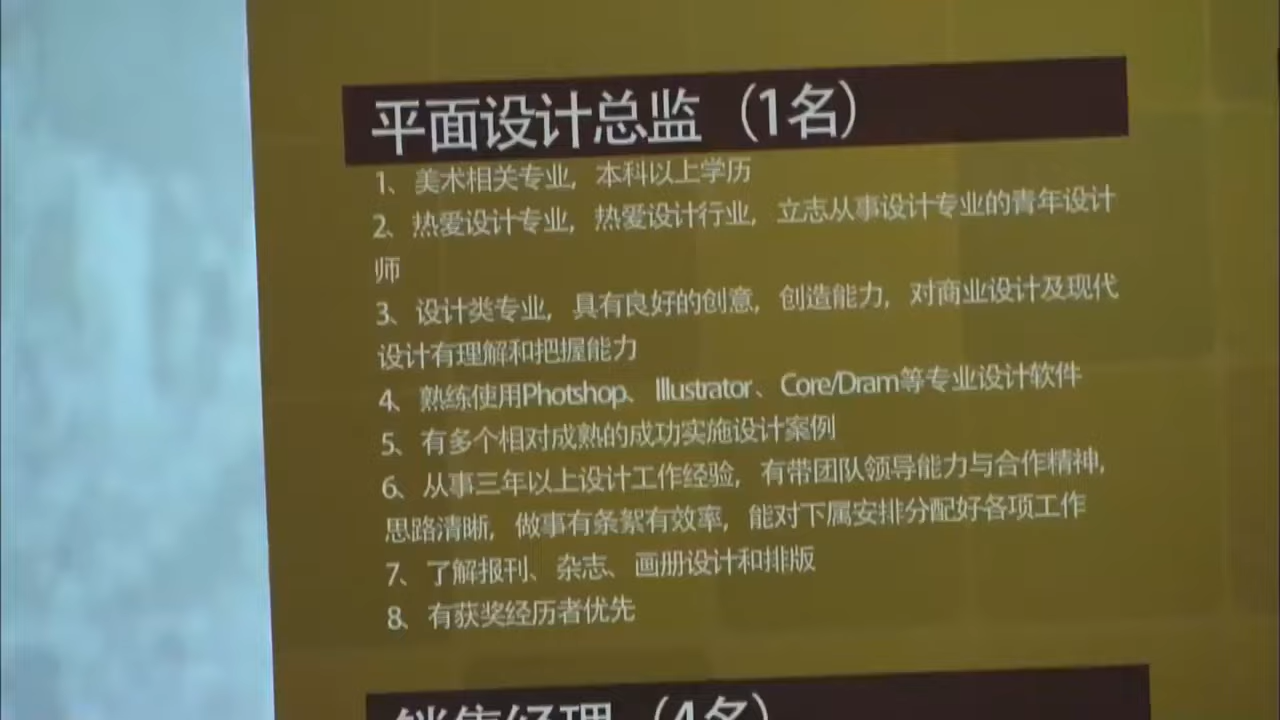 平面设计总监（1名）
1、美术相关专业，本科以上学历
2、热爱设计专业，热爱设计行业，立志从事设计专业的青年设计
师
3、设计类专业，具有良好的创意，创造能力，对商业设计及现代
设计有理解和把握能力
4、熟练使用Photshop、Illustrator、Core/Dram等专业设计软件
5、有多个相对成熟的成功实施设计案例
6、从事三年以上设计工作经验，有带团队领导能力与合作精神，
思路清晰，做事有条絮有效率，能对下属安排分配好各项工作
7、了解报刊、杂志、画册设计和排版
8、有获奖经历者优先
销售经理（4名）